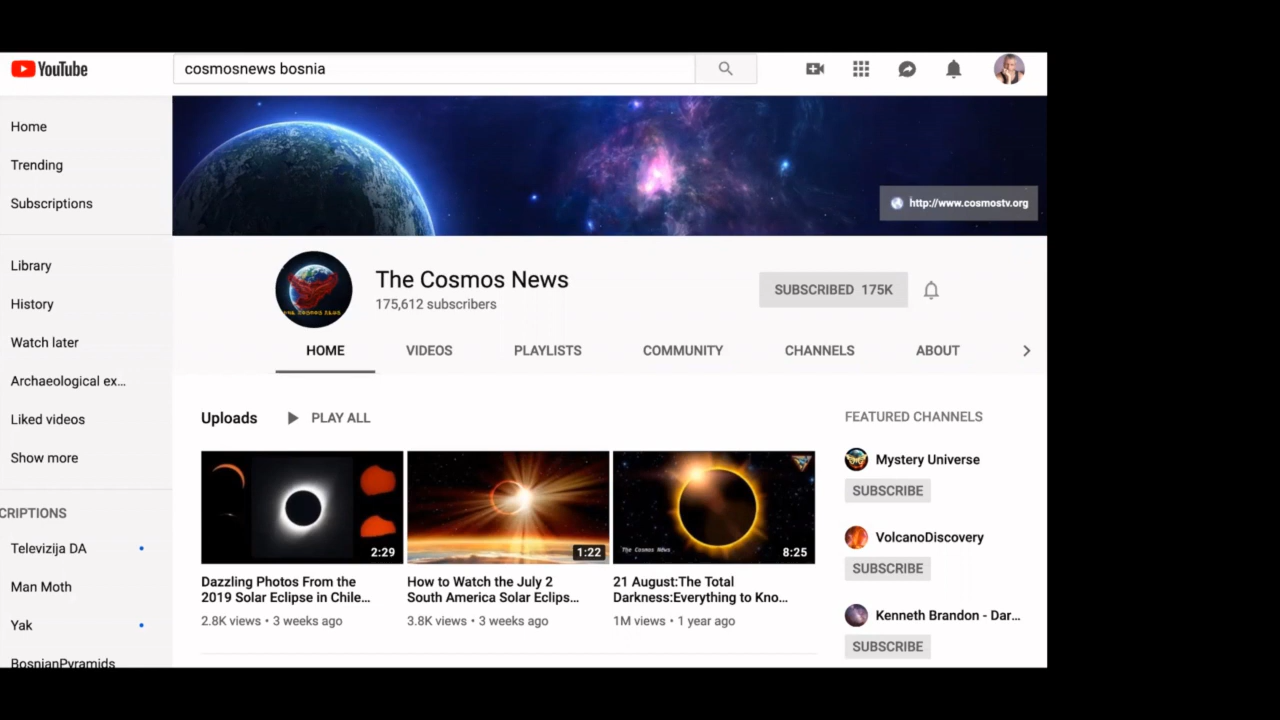 YouTube
cosmosnews bosnia
Home
Trending
Subscriptions
Library
History
Watch later
Archaeological ex...
Liked videos
Show more
CRIPTIONS
Televizija DA
Man Moth
Yak
BosnianPyramids
http://www.cosmostv.org
The Cosmos News
175,612 subscribers
SUBSCRIBED 175K
HOME
VIDEOS
PLAYLISTS
COMMUNITY
CHANNELS
ABOUT
Uploads
PLAY ALL
2:29
Dazzling Photos From the
2019 Solar Eclipse in Chile...
2.8K views • 3 weeks ago
1:22
How to Watch the July 2
South America Solar Eclips...
3.8K views • 3 weeks ago
The Cosmos News
8:25
21 August:The Total
Darkness:Everything to Kno...
1M views • 1 year ago
FEATURED CHANNELS
Mystery Universe
SUBSCRIBE
VolcanoDiscovery
SUBSCRIBE
Kenneth Brandon - Dar...
SUBSCRIBE